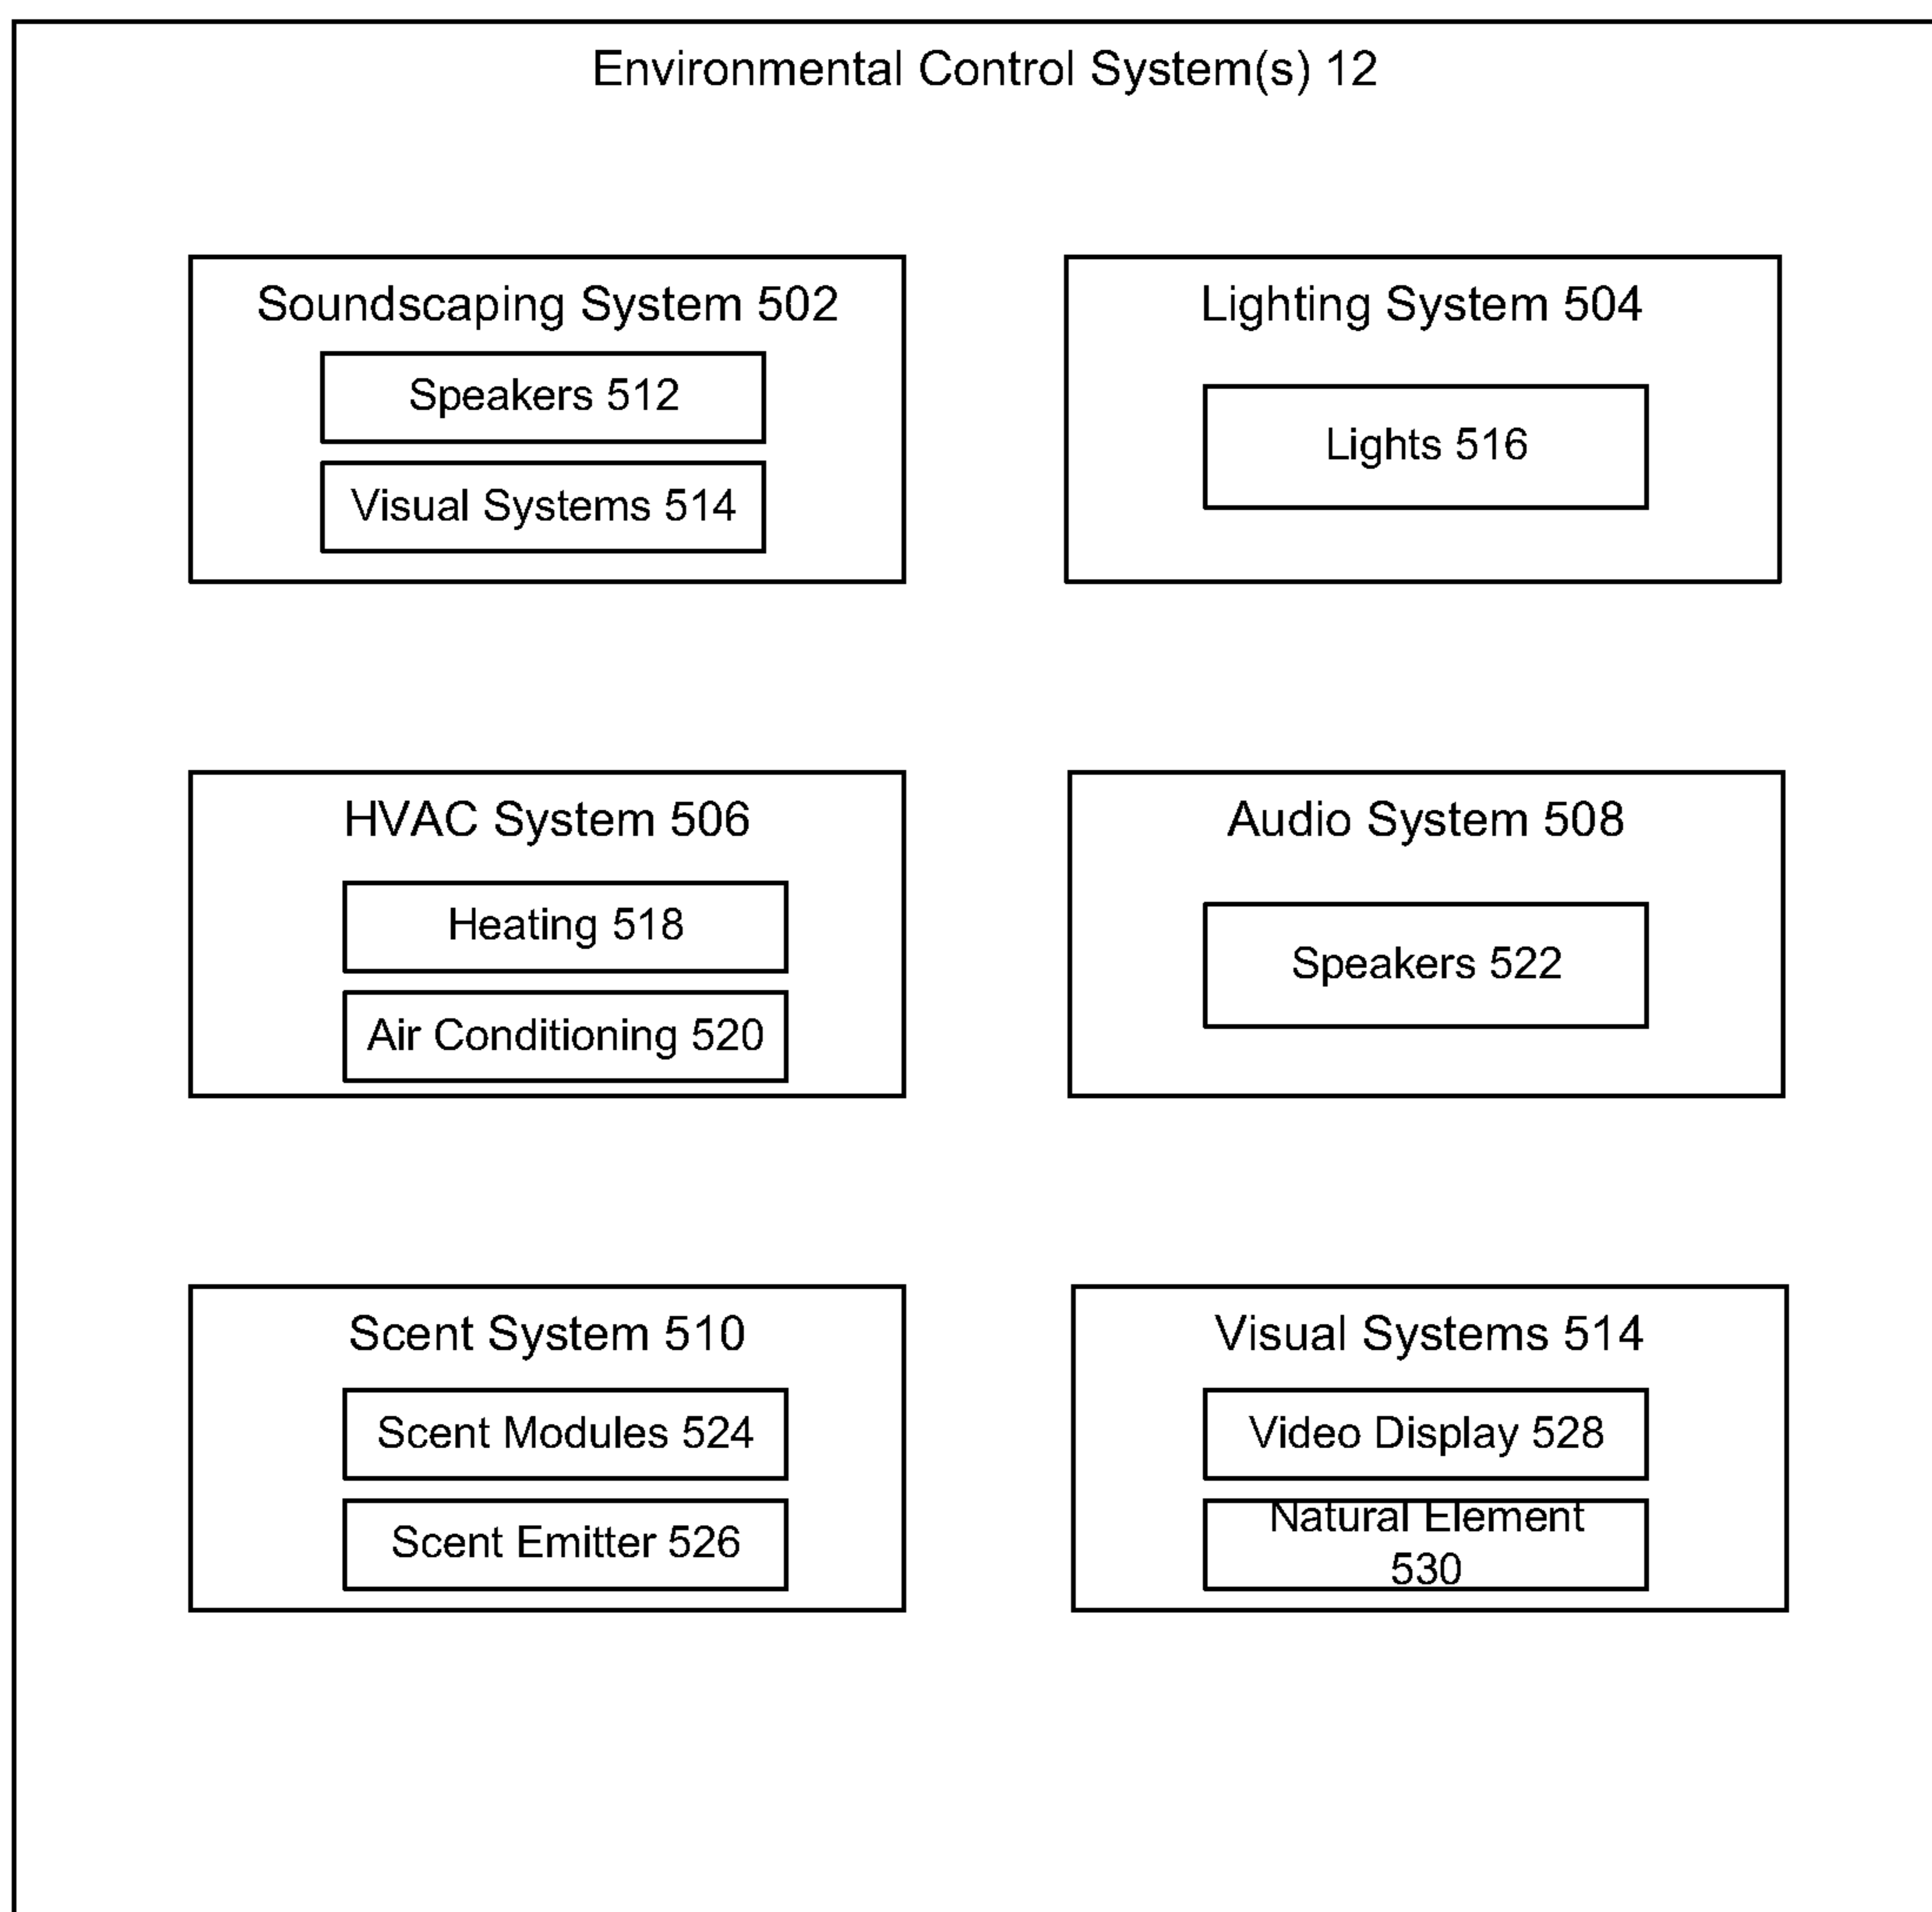 Environmental Control System(s) 12
Soundscaping System 502
Speakers 512
Visual Systems 514
Lighting System 504
Lights 516
HVAC System 506
Heating 518
Air Conditioning 520
Audio System 508
Speakers 522
Scent System 510
Scent Modules 524
Scent Emitter 526
Visual Systems 514
Video Display 528
Natural Element
530